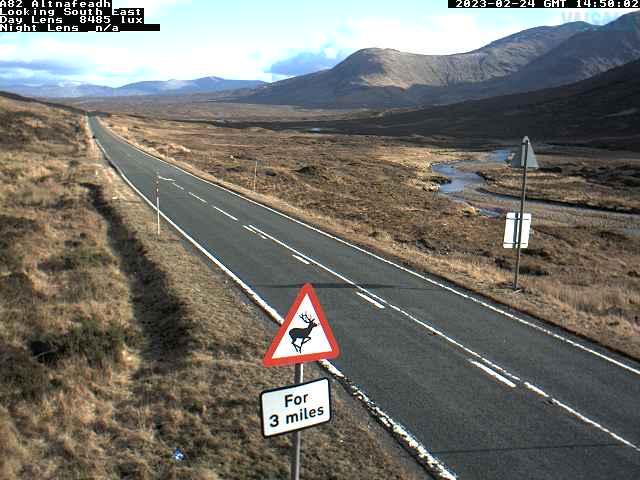 A82 Altnafeadh
Looking South East
Day Lens 8485 lux
Night Lens n/a
2023-02-24 GMT 14:50:02
VAISALA
For
3 miles